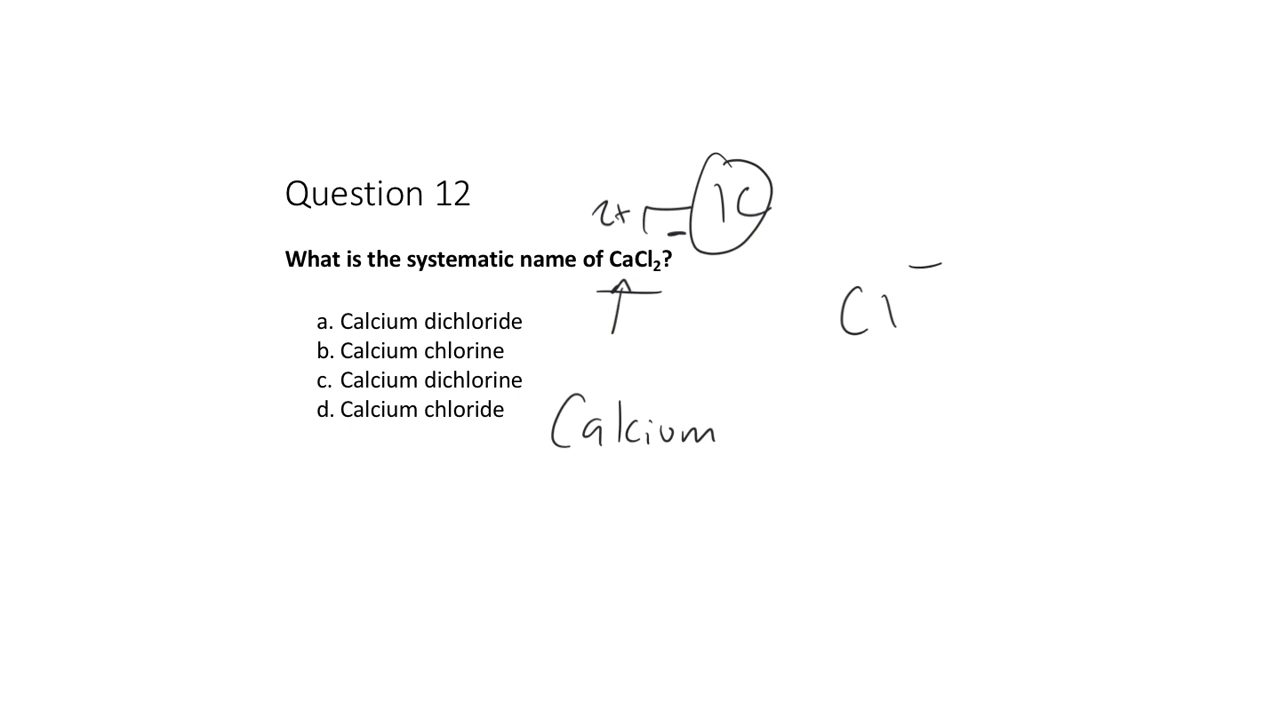 Question 12
2+ - IC
What is the systematic name of CaCl₂?
Cl⁻
a. Calcium dichloride
b. Calcium chlorine
c. Calcium dichlorine
d. Calcium chloride
Calcium